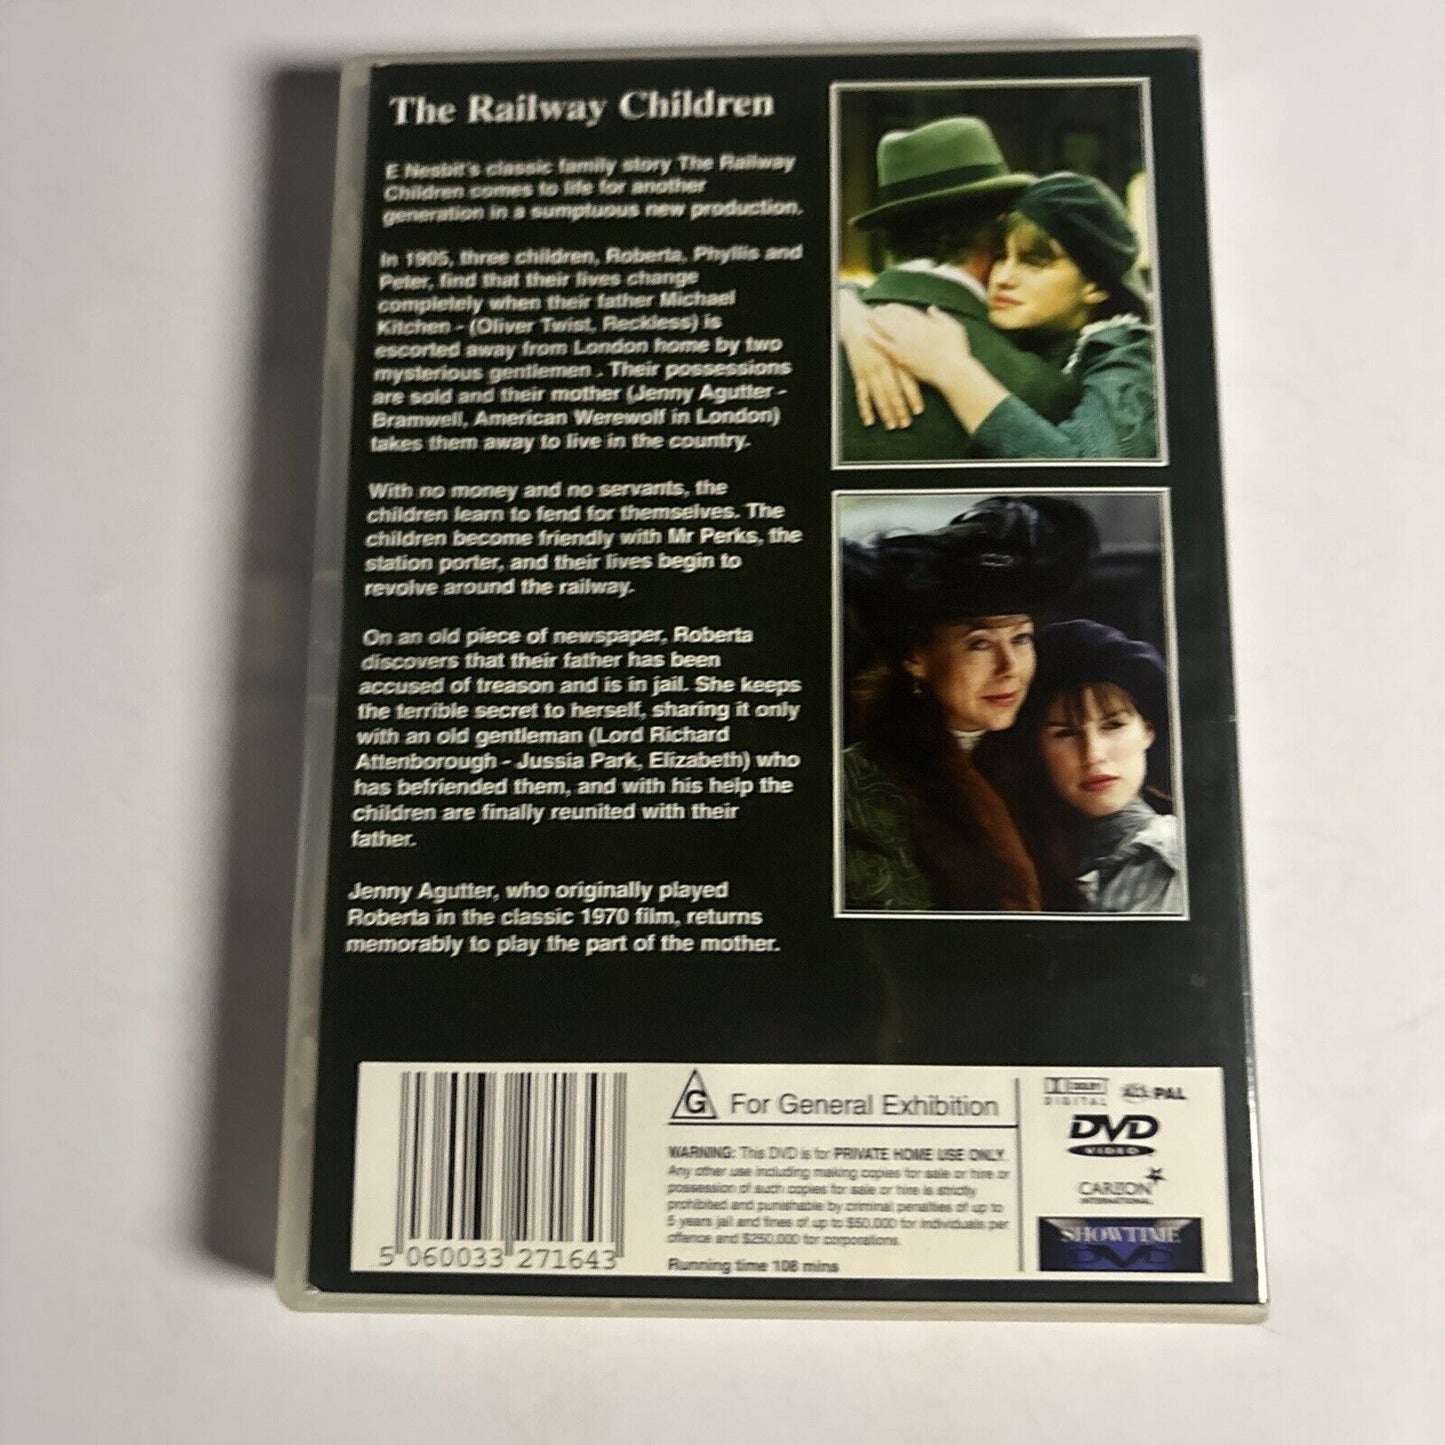 The Railway Children
E Nesbit's classic family story The Railway
Children comes to life for another
generation in a sumptuous new production.
In 1905, three children, Roberta, Phyllis and
Peter, find that their lives change
completely when their father Michael
Kitchen - (Oliver Twist, Reckless) is
escorted away from London home by two
mysterious gentlemen . Their possessions
are sold and their mother (Jenny Agutter -
Bramwell, American Werewolf in London)
takes them away to live in the country.
With no money and no servants, the
children learn to fend for themselves. The
children become friendly with Mr Perks, the
station porter, and their lives begin to
revolve around the railway.
On an old piece of newspaper, Roberta
discovers that their father has been
accused of treason and is in jail. She keeps
the terrible secret to herself, sharing it only
with an old gentleman (Lord Richard
Attenborough - Jussia Park, Elizabeth) who
has befriended them, and with his help the
children are finally reunited with their
father.
Jenny Agutter, who originally played
Roberta in the classic 1970 film, returns
memorably to play the part of the mother.
5 060033 271643
G For General Exhibition
WARNING: This DVD is for PRIVATE HOME USE ONLY.
Any other use including making copies for sale or hire or
possession of such copies for sale or hire is strictly
prohibited and punishable by criminal penalties of up to
5 years jail and fines of up to $50,000 for individuals per
offence and $250,000 for corporations.
Running time 108 mins
DOLBY
DIGITAL
PAL
DVD
VIDEO
CARLTON
INTERNATIONAL
SHOWTIME
DVD